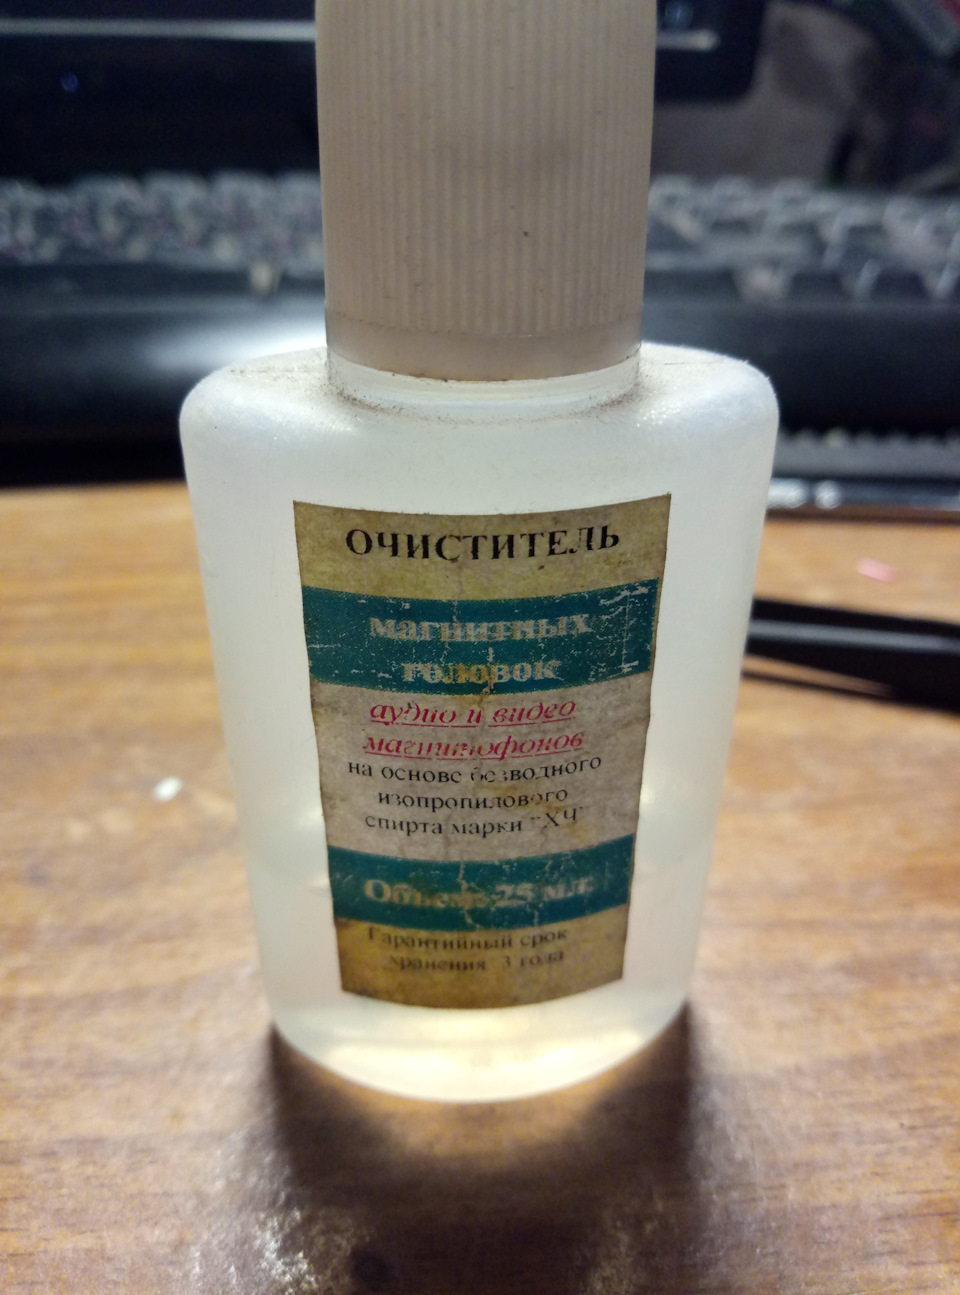 ОЧИСТИТЕЛЬ
магнитных
головок
аудио и видео
магнитофонов
на основе безводного
изопропилового
спирта марки "ХЧ"
Объем: 25 мл.
Гарантийный срок
хранения 3 года